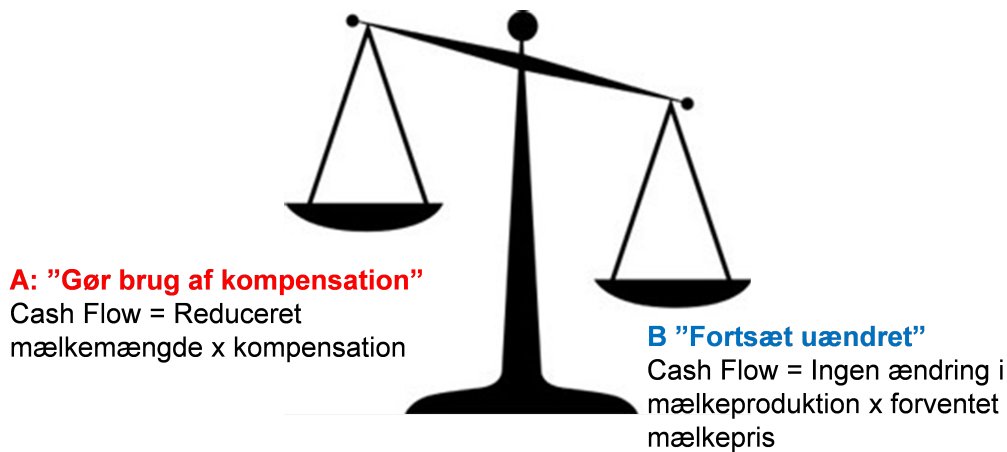 A: ”Gør brug af kompensation”
Cash Flow = Reduceret
mælkemængde x kompensation
B ”Fortsæt uændret”
Cash Flow = Ingen ændring i
mælkeproduktion x forventet
mælkepris